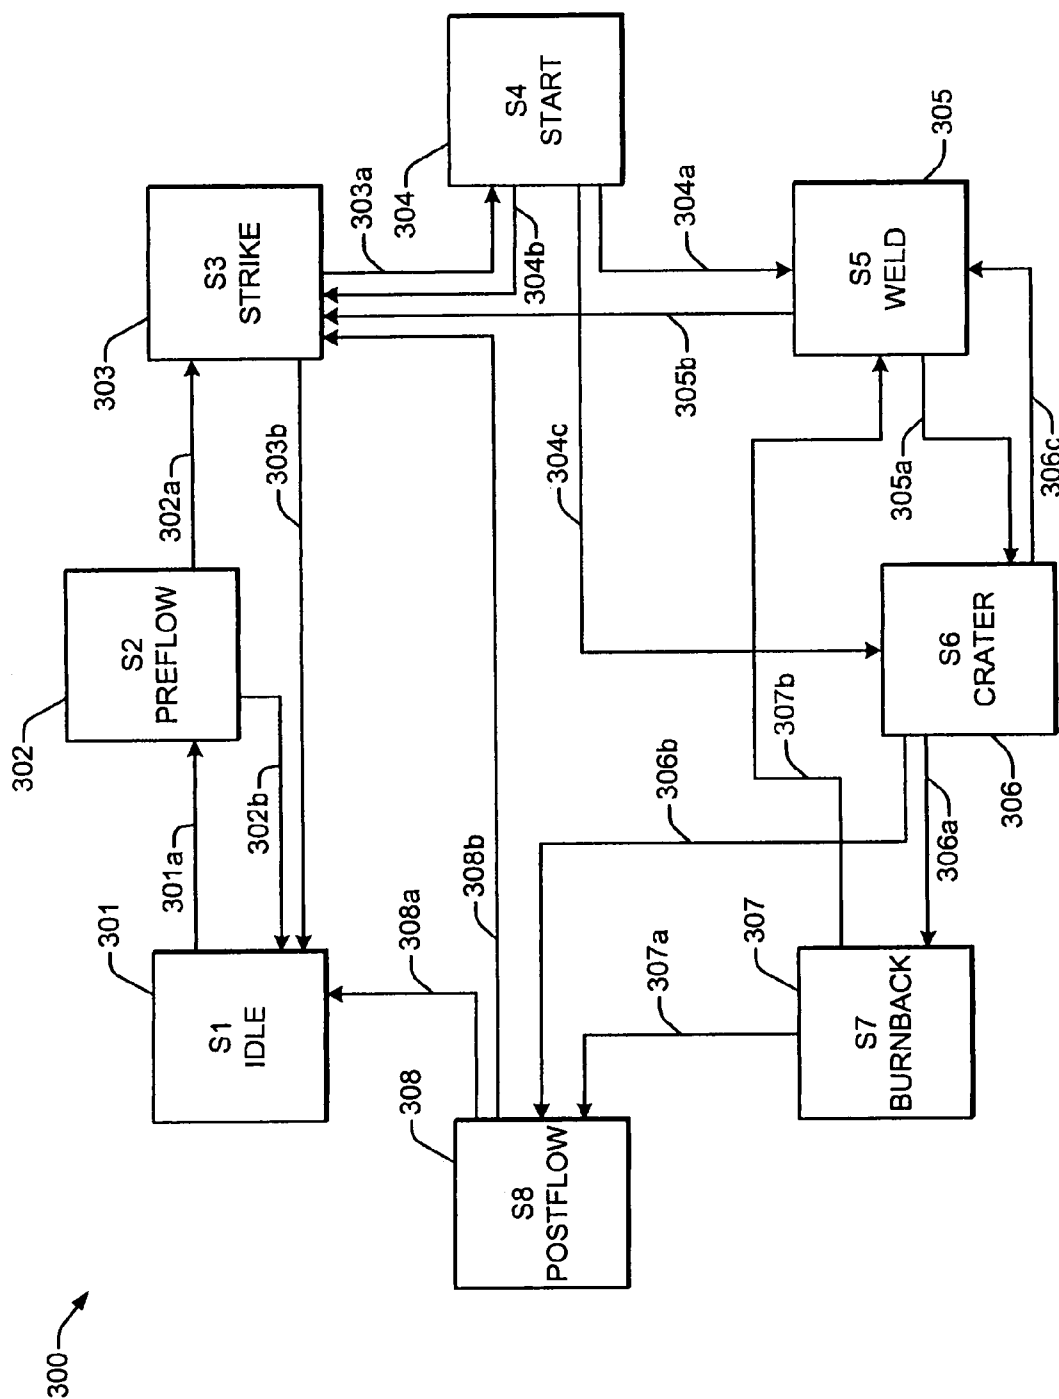 300
301
S1
IDLE
301a
302
S2
PREFLOW
302a
302b
303
S3
STRIKE
303a
303b
304
S4
START
304b
304a
304c
305b
305
S5
WELD
305a
306c
S6
CRATER
306
306a
306b
307b
307
S7
BURNBACK
307a
308
S8
POSTFLOW
308a
308b